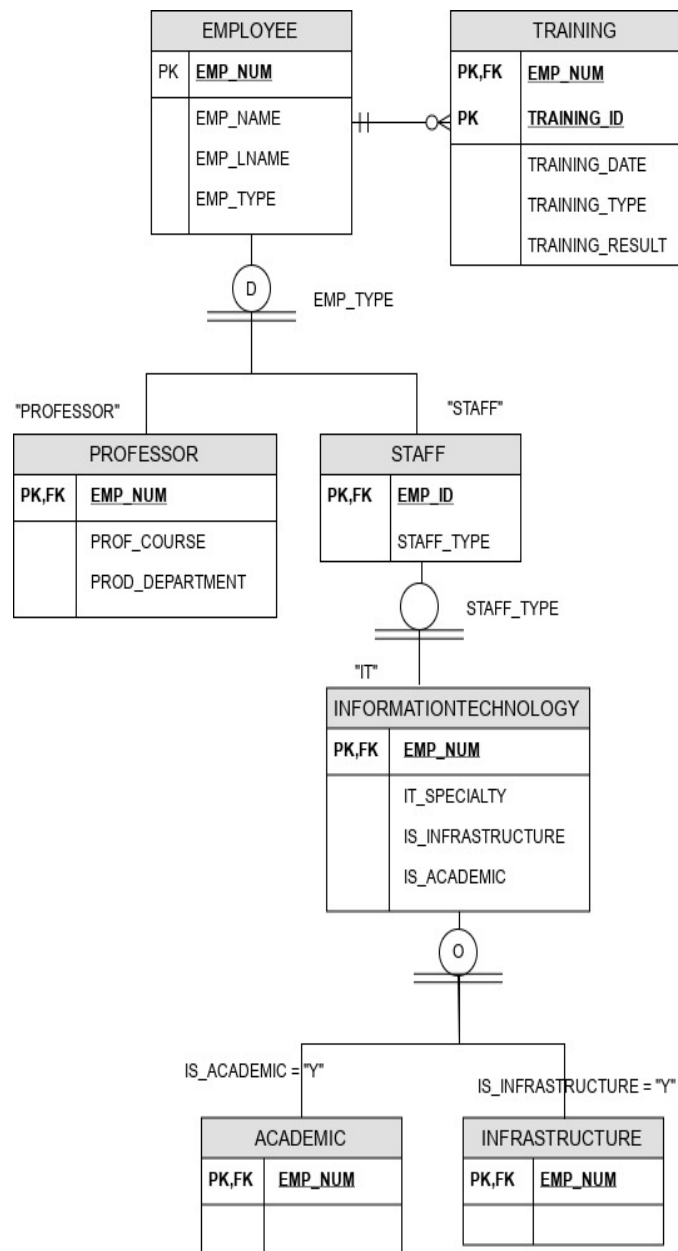 EMPLOYEE
PK EMP_NUM
EMP_NAME
EMP_LNAME
EMP_TYPE
TRAINING
PK,FK EMP_NUM
PK TRAINING_ID
TRAINING_DATE
TRAINING_TYPE
TRAINING_RESULT
D
EMP_TYPE
"PROFESSOR"
"STAFF"
PROFESSOR
PK,FK EMP_NUM
PROF_COURSE
PROD_DEPARTMENT
STAFF
PK,FK EMP_ID
STAFF_TYPE
STAFF_TYPE
"IT"
INFORMATIONTECHNOLOGY
PK,FK EMP_NUM
IT_SPECIALTY
IS_INFRASTRUCTURE
IS_ACADEMIC
O
IS_ACADEMIC = "Y"
IS_INFRASTRUCTURE = "Y"
ACADEMIC
PK,FK EMP_NUM
INFRASTRUCTURE
PK,FK EMP_NUM